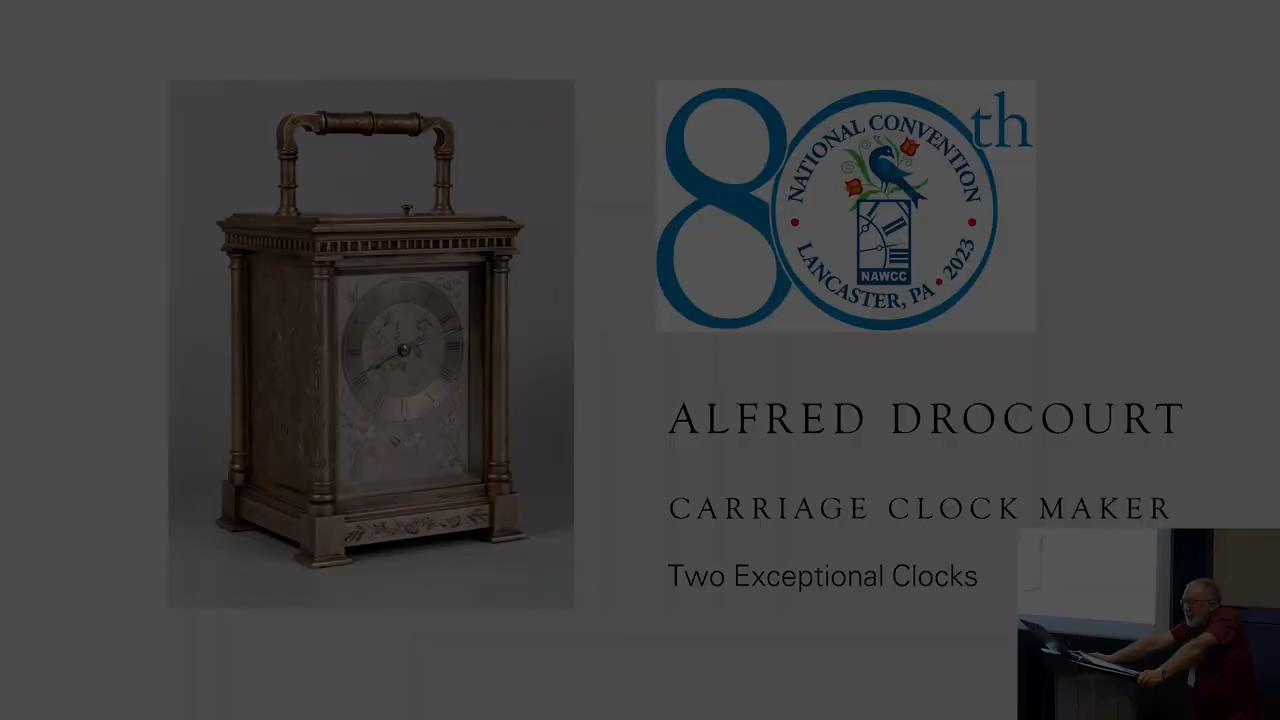 80th
NATIONAL CONVENTION
NAWCC
LANCASTER, PA • 2023
ALFRED DROCOURT
CARRIAGE CLOCK MAKER
Two Exceptional Clocks